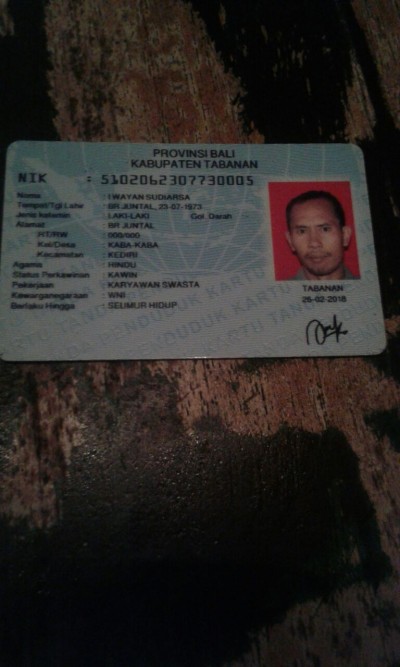 PROVINSI BALI
KABUPATEN TABANAN
NIK : 5102062307730005
Nama : I WAYAN SUDIARSA
Tempat/Tgl Lahir : BR JUNTAL, 23-07-1973
Jenis kelamin : LAKI-LAKI Gol. Darah : -
Alamat : BR JUNTAL
RT/RW : 000/000
Kel/Desa : KABA-KABA
Kecamatan : KEDIRI
Agama : HINDU
Status Perkawinan : KAWIN
Pekerjaan : KARYAWAN SWASTA
Kewarganegaraan : WNI
Berlaku Hingga : SEUMUR HIDUP
TABANAN
26-02-2018